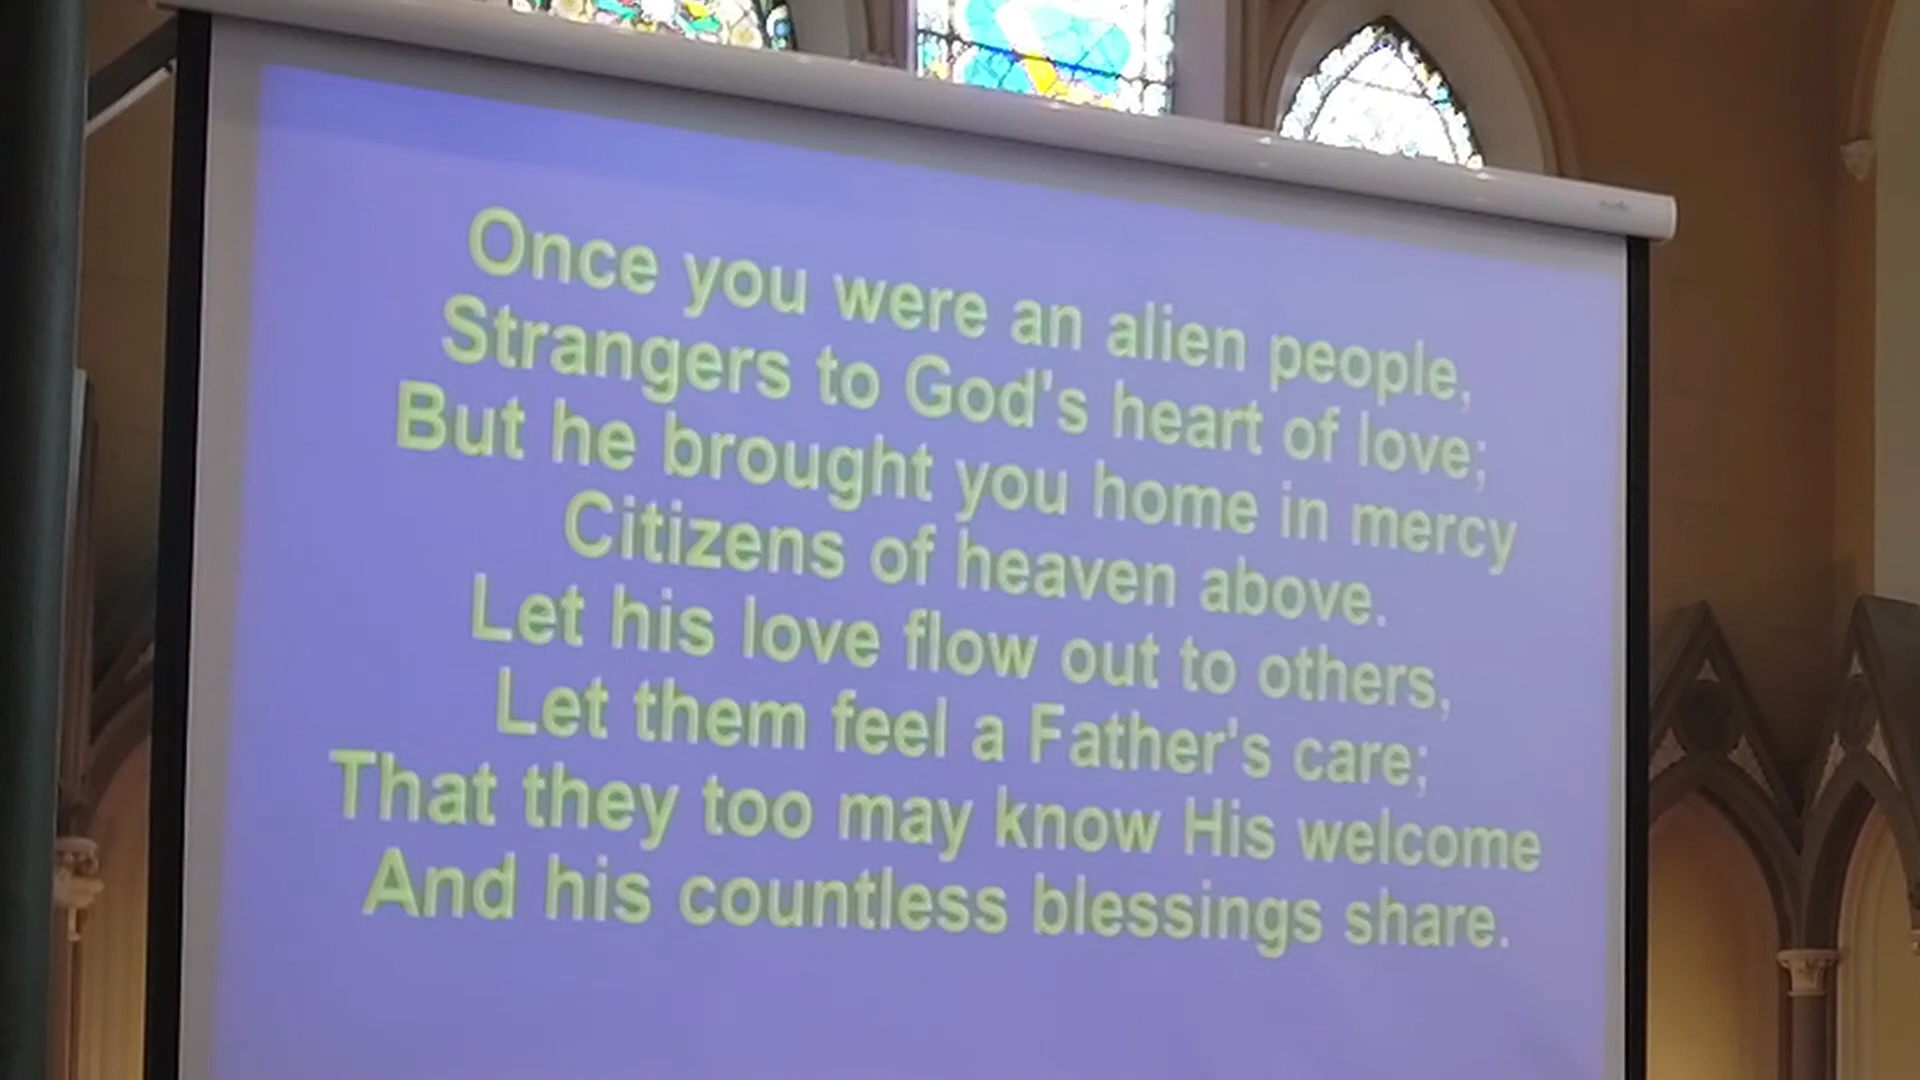 Once you were an alien people,
Strangers to God's heart of love;
But he brought you home in mercy
Citizens of heaven above.
Let his love flow out to others,
Let them feel a Father's care;
That they too may know His welcome
And his countless blessings share.